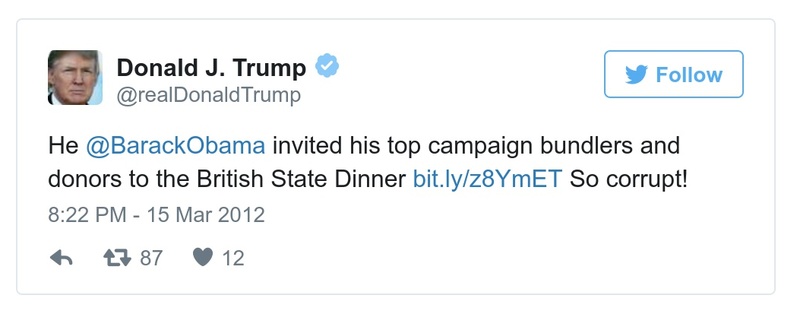 Donald J. Trump
@realDonaldTrump
Follow
He @BarackObama invited his top campaign bundlers and
donors to the British State Dinner bit.ly/z8YmET So corrupt!
8:22 PM - 15 Mar 2012
87 12